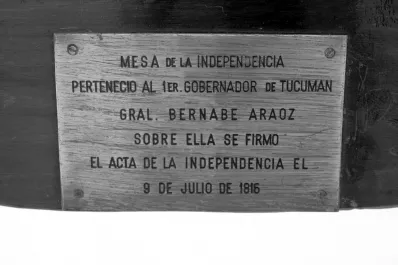 MESA DE LA INDEPENDENCIA
PERTENECIO AL 1ER. GOBERNADOR DE TUCUMAN
GRAL. BERNABE ARAOZ
SOBRE ELLA SE FIRMO
EL ACTA DE LA INDEPENDENCIA EL
9 DE JULIO DE 1816